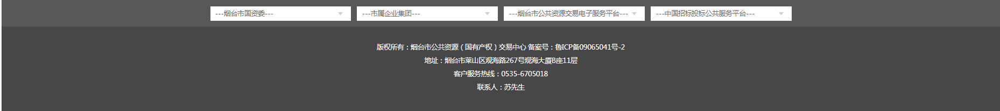 ---烟台市国资委---
---市属企业集团---
---烟台市公共资源交易电子服务平台---
---中国招标投标公共服务平台---
版权所有：烟台市公共资源（国有产权）交易中心 备案号：鲁ICP备09065041号-2
地址：烟台市莱山区观海路267号观海大厦B座11层
客户服务热线：0535-6705018
联系人：苏先生